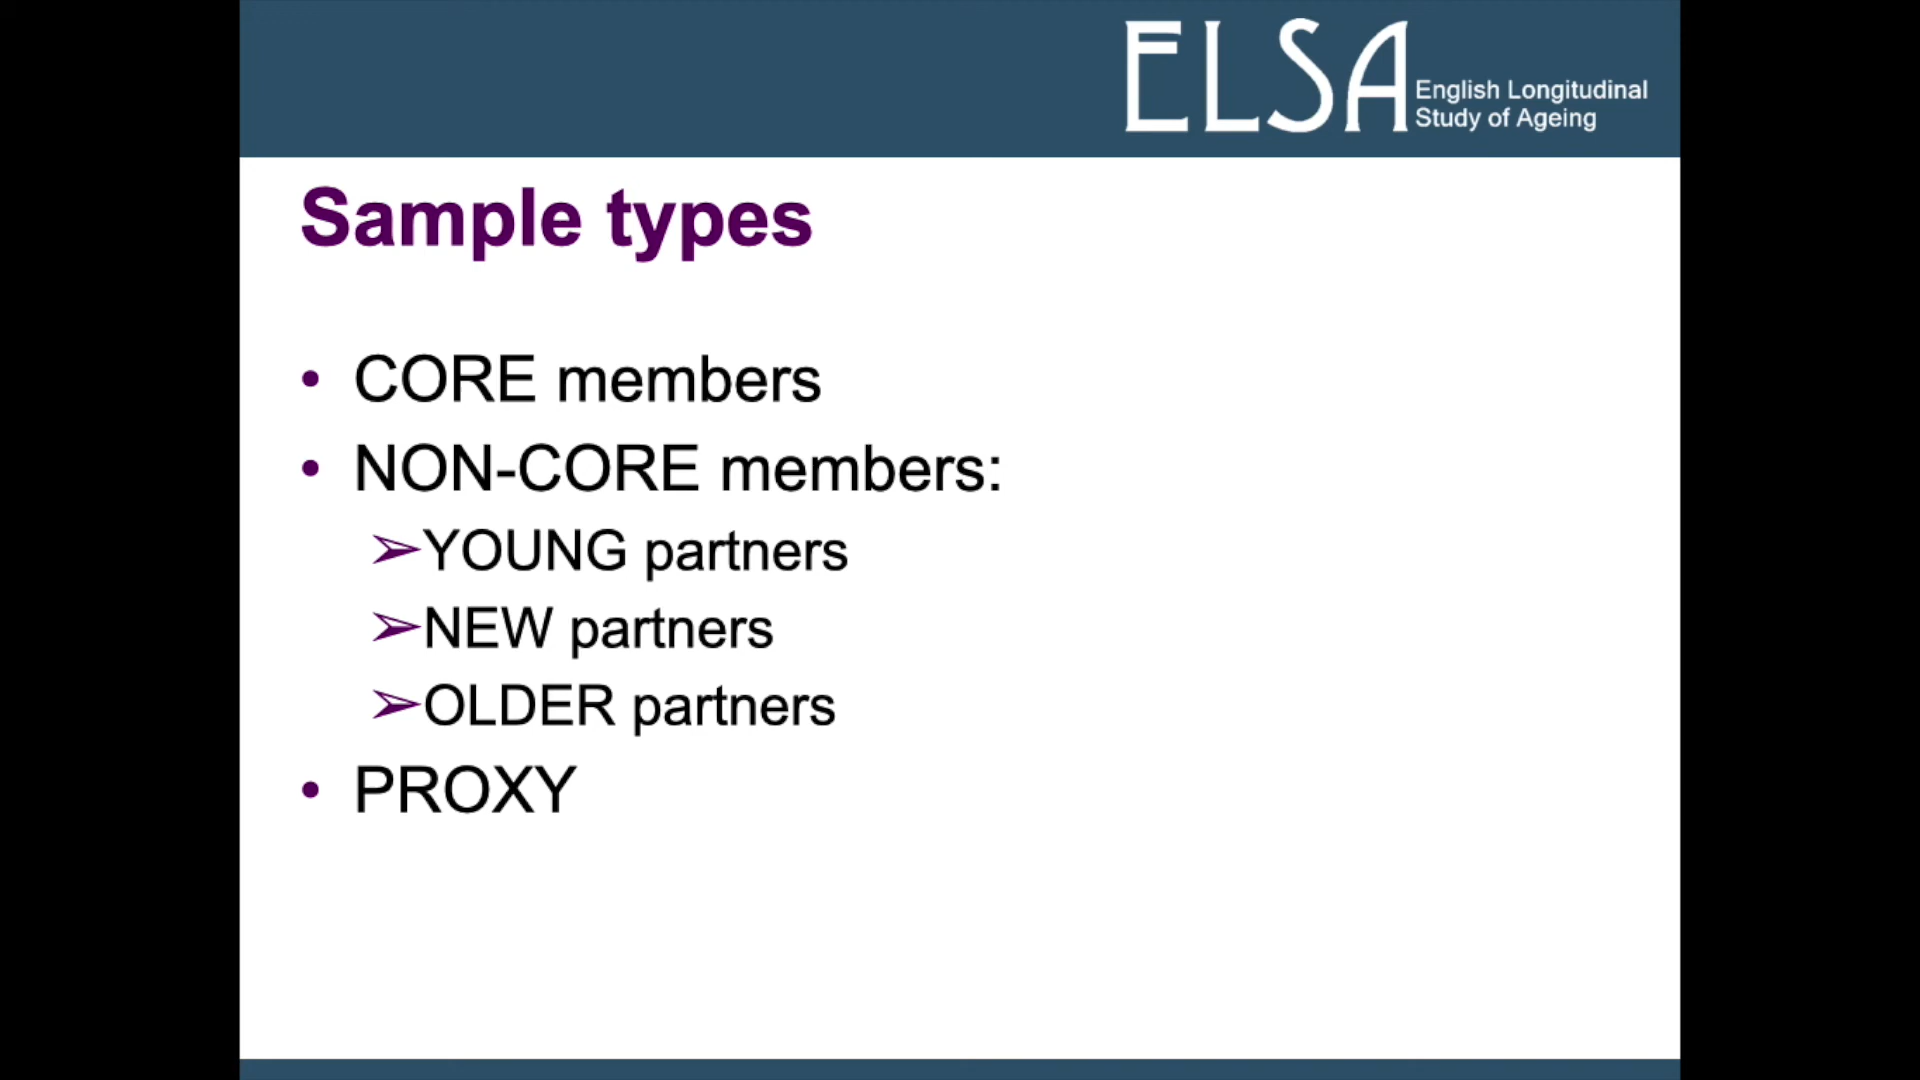 ELSA
English Longitudinal
Study of Ageing
Sample types
• CORE members
• NON-CORE members:
➢YOUNG partners
➢NEW partners
➢OLDER partners
• PROXY